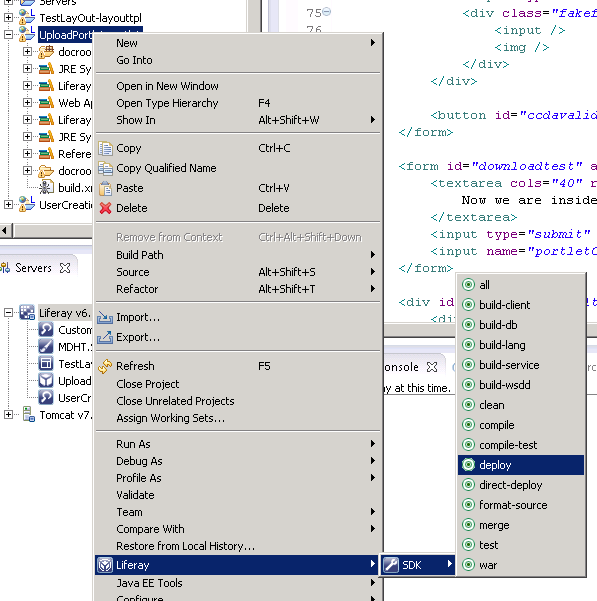 Servers
TestLayOut-layouttpl
docroo
JRE Sy
Liferay
Web Ap
Liferay
JRE Sy
Refere
docroo
build.xm
UserCreatio
Servers
Liferay v6.
Custom
MDHT.
TestLay
Upload
UserCr
Tomcat v7.
New
Go Into
Open in New Window
Open Type Hierarchy F4
Show In Alt+Shift+W
Copy Ctrl+C
Copy Qualified Name
Paste Ctrl+V
Delete Delete
Remove from Context Ctrl+Alt+Shift+Down
Build Path
Source Alt+Shift+S
Refactor Alt+Shift+T
Import...
Export...
Refresh F5
Close Project
Close Unrelated Projects
Assign Working Sets...
Run As
Debug As
Profile As
Validate
Team
Compare With
Restore from Local History...
Liferay
Java EE Tools
Configure
SDK
75 <div class="fakef
76 <input />
<img />
</div>
</div>
<button id="ccdavalid
</form>
<form id="downloadtest" a
<textarea cols="40" r
Now we are inside
</textarea>
<input type="submit"
<input name="portletC
</form>
<div id
<di
onsole
ay at this time.
all
build-client
build-db
build-lang
build-service
build-wsdd
clean
compile
compile-test
deploy
direct-deploy
format-source
merge
test
war